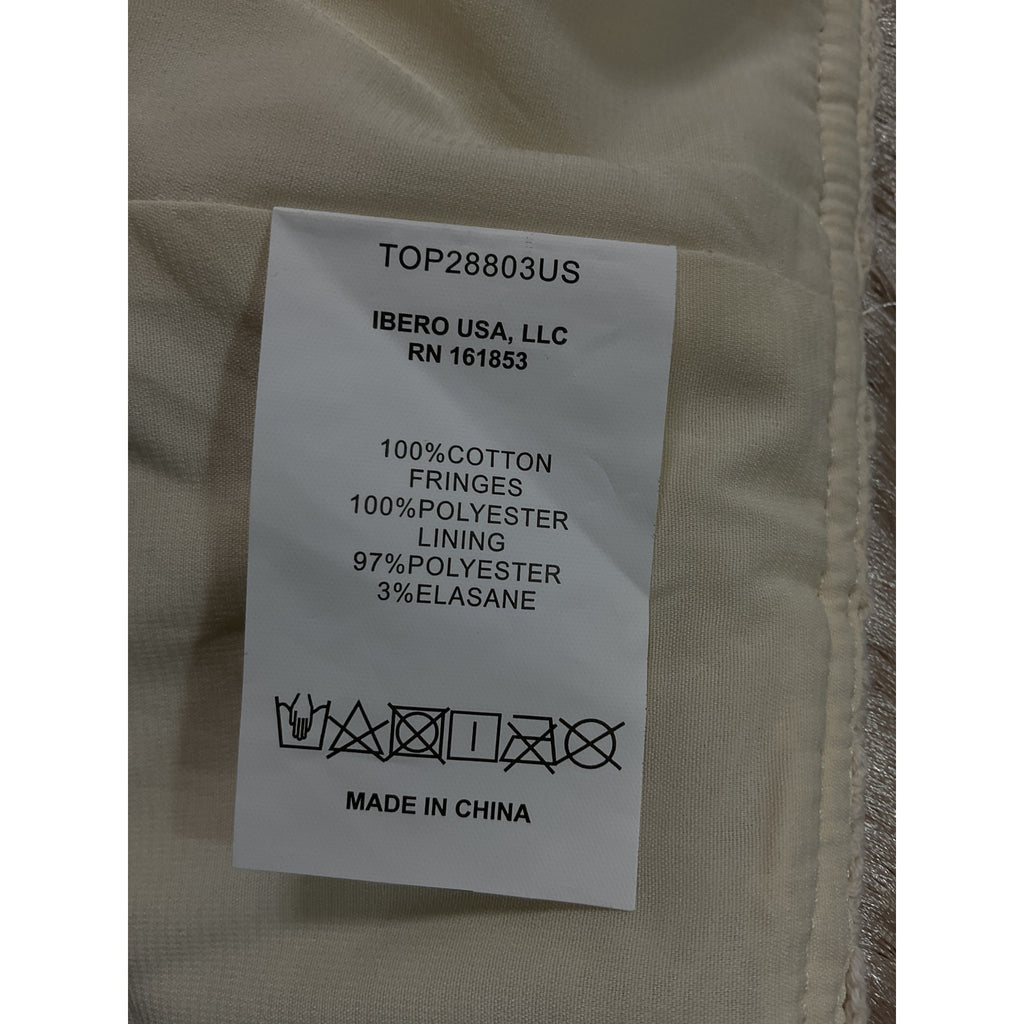 TOP28803US
IBERO USA, LLC
RN 161853
100%COTTON
FRINGES
100%POLYESTER
LINING
97%POLYESTER
3%ELASANE
MADE IN CHINA